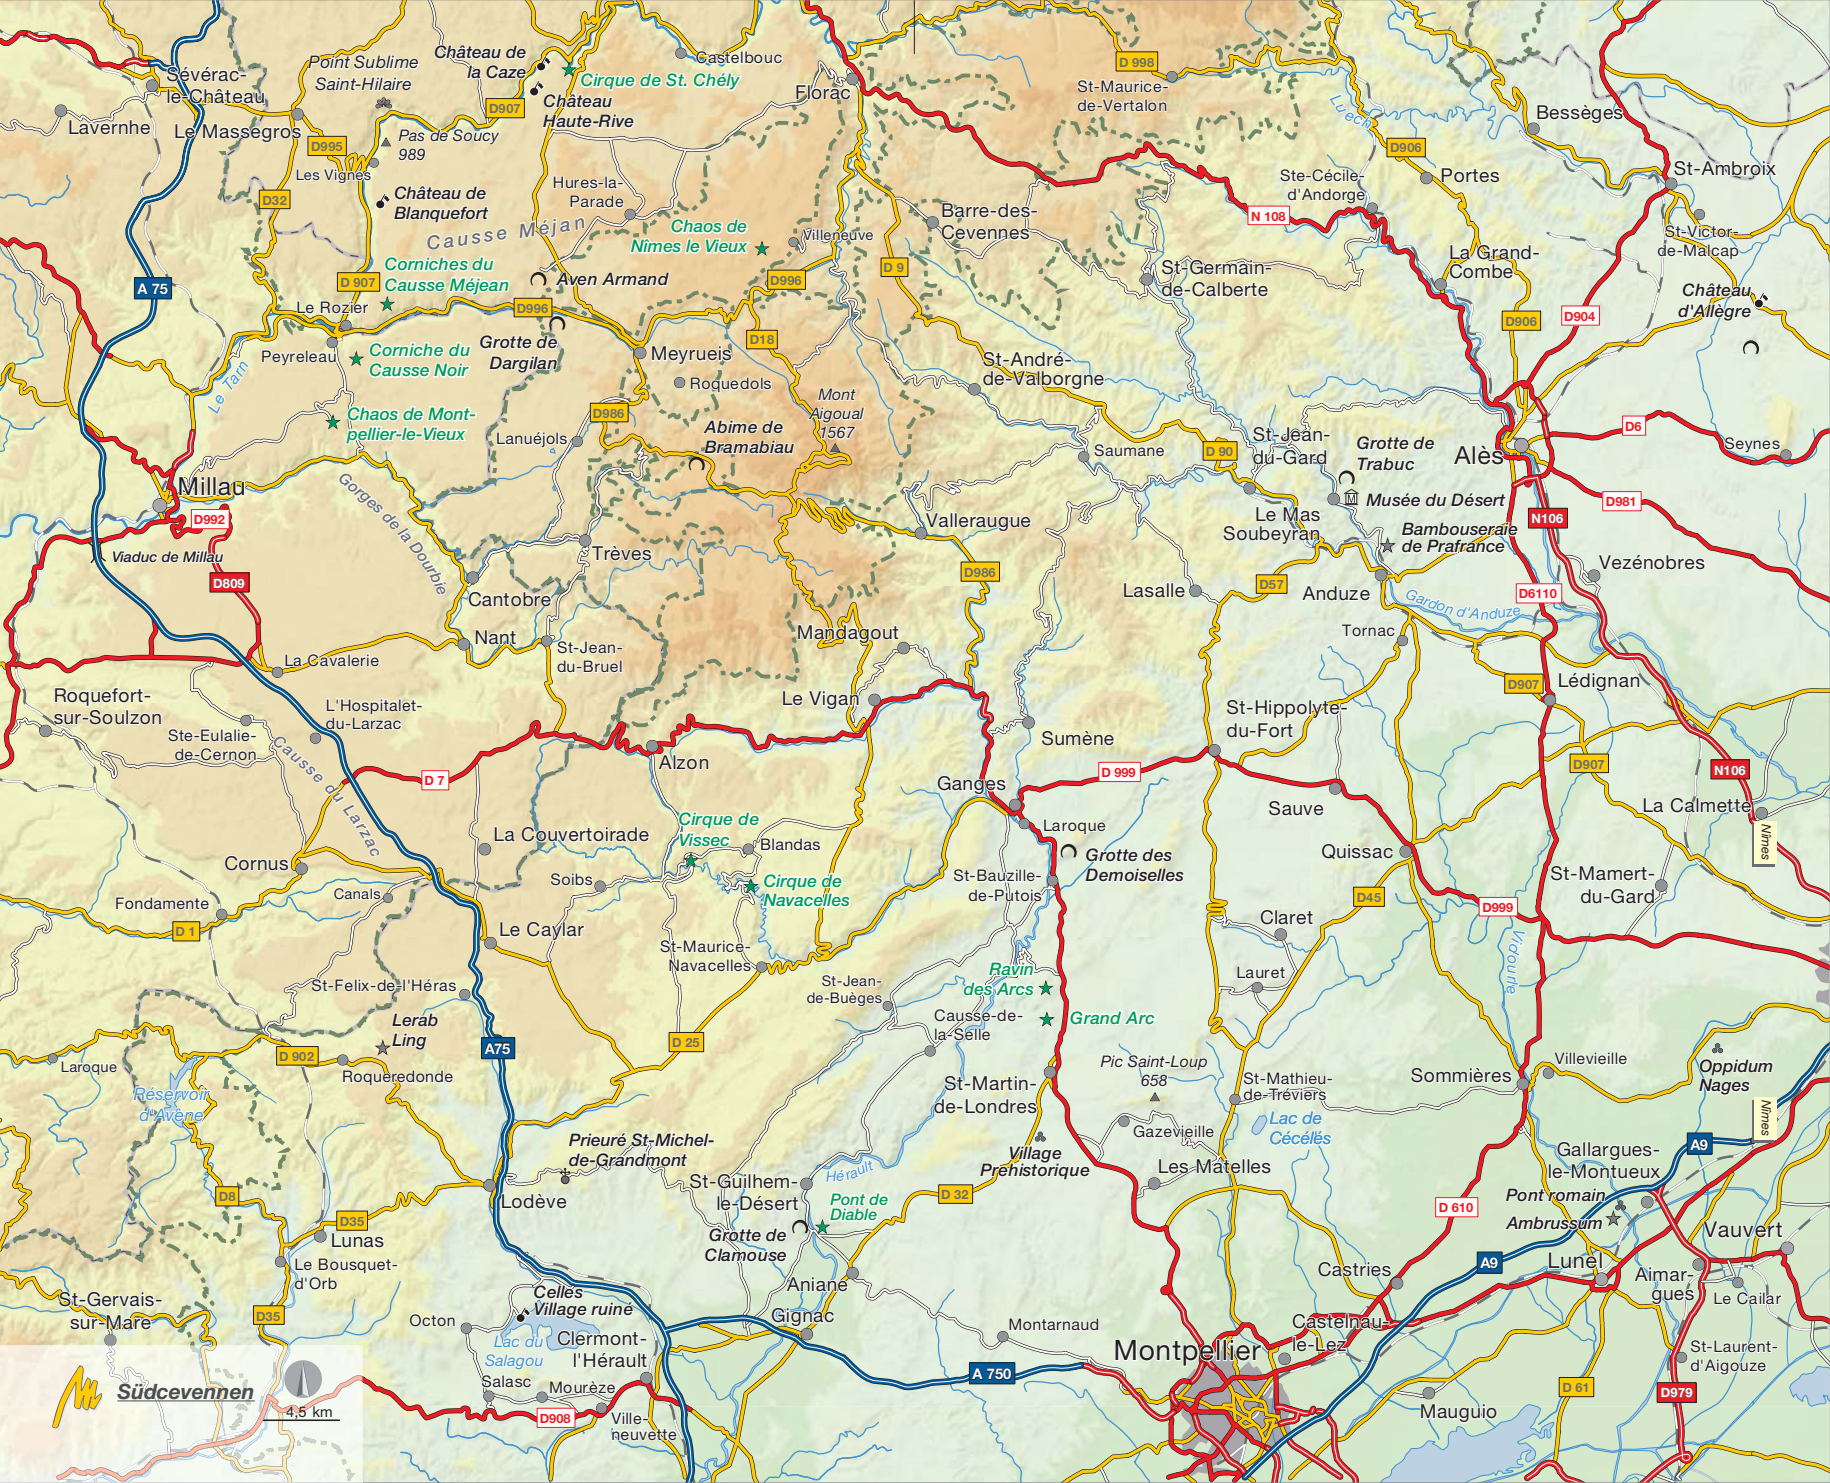 Château de
la Caze
Castelbouc
D 998
Point Sublime
Saint-Hilaire
Sévérac-
le-Château
Cirque de St. Chély
Florac
St-Maurice-
de-Vertalon
Luech
Bessèges
Lavernhe
Le Massegros
D907
Château
Haute-Rive
D995
Pas de Soucy
989
D906
Portes
St-Ambroix
Les Vignes
D32
Château de
Blanquefort
Hures-la-
Parade
Causse Méjan
Chaos de
Nîmes le Vieux
Villeneuve
Barre-des-
Cevennes
Ste-Cécile-
d'Andorge
N 108
St-Victor-
de-Malcap
A 75
D 907
Corniches du
Causse Méjean
Aven Armand
D996
D 9
St-Germain-
de-Calberte
La Grand-
Combe
Château
d'Allègre
Le Rozier
D996
D906
D904
Peyreleau
Corniche du
Causse Noir
Grotte de
Dargilan
Meyrueis
D18
St-André-
de-Valborgne
Le Tarn
Roquedols
Mont
Aigoual
1567
Chaos de Mont-
pellier-le-Vieux
D986
Lanuéjols
Abime de
Bramabiau
Saumane
D 90
St-Jean-
du-Gard
Grotte de
Trabuc
Alès
D6
Seynes
Millau
D992
Gorges de la Dourbie
Valleraugue
Le Mas
Soubeyran
Musée du Désert
Bambouseraie
de Prafrance
N106
D981
Viaduc de Millau
D809
Trèves
Cantobre
D986
Lasalle
D57
Anduze
Vezénobres
D6110
Gardon d'Anduze
Nant
St-Jean-
du-Bruel
Mandagout
Tornac
La Cavalerie
Roquefort-
sur-Soulzon
L'Hospitalet-
du-Larzac
Le Vigan
D907
Lédignan
Ste-Eulalie-
de-Cernon
Causse du Larzac
D 7
Alzon
Sumène
St-Hippolyte-
du-Fort
D907
N106
Ganges
D 999
Sauve
La Calmette
Nîmes
La Couvertoirade
Cirque de
Vissec
Blandas
Laroque
Cornus
Canals
Soibs
Cirque de
Navacelles
Grotte des
Demoiselles
Quissac
St-Bauzille-
de-Putois
D45
D999
St-Mamert-
du-Gard
Fondamente
D 1
Le Caylar
Claret
St-Maurice-
Navacelles
Vidourle
St-Felix-de-l'Héras
St-Jean-
de-Buèges
Ravin
des Arcs
Lauret
Lerab
Ling
Causse-de-
la-Selle
Grand Arc
D 25
A75
D 902
Laroque
Roqueredonde
Réservoir
d'Avène
St-Martin-
de-Londres
Pic Saint-Loup
658
St-Mathieu-
de-Tréviers
Sommières
Villevieille
Oppidum
Nages
Nîmes
Lac de
Cécélés
Gazevieille
A9
Prieuré St-Michel-
de-Grandmont
Village
Prehistorique
Les Matelles
Gallargues-
le-Montueux
Hérault
St-Guilhem-
le-Désert
D8
Lodève
Pont de
Diable
D 32
D 610
Pont romain
Ambrussum
D35
Lunas
Grotte de
Clamouse
Vauvert
Le Bousquet-
d'Orb
Castries
A9
Lunel
Aimar-
gues
Le Cailar
Aniane
Celles
Village ruiné
St-Gervais-
sur-Mare
D35
Octon
Gignac
Lac du
Salagou
Clermont-
l'Hérault
Montarnaud
Montpellier
Castelnau-
le-Lez
St-Laurent-
d'Aigouze
A 750
Salasc
Mourèze
D908
Ville-
neuvette
Mauguio
D 61
D979
Südcevennen
4,5 km